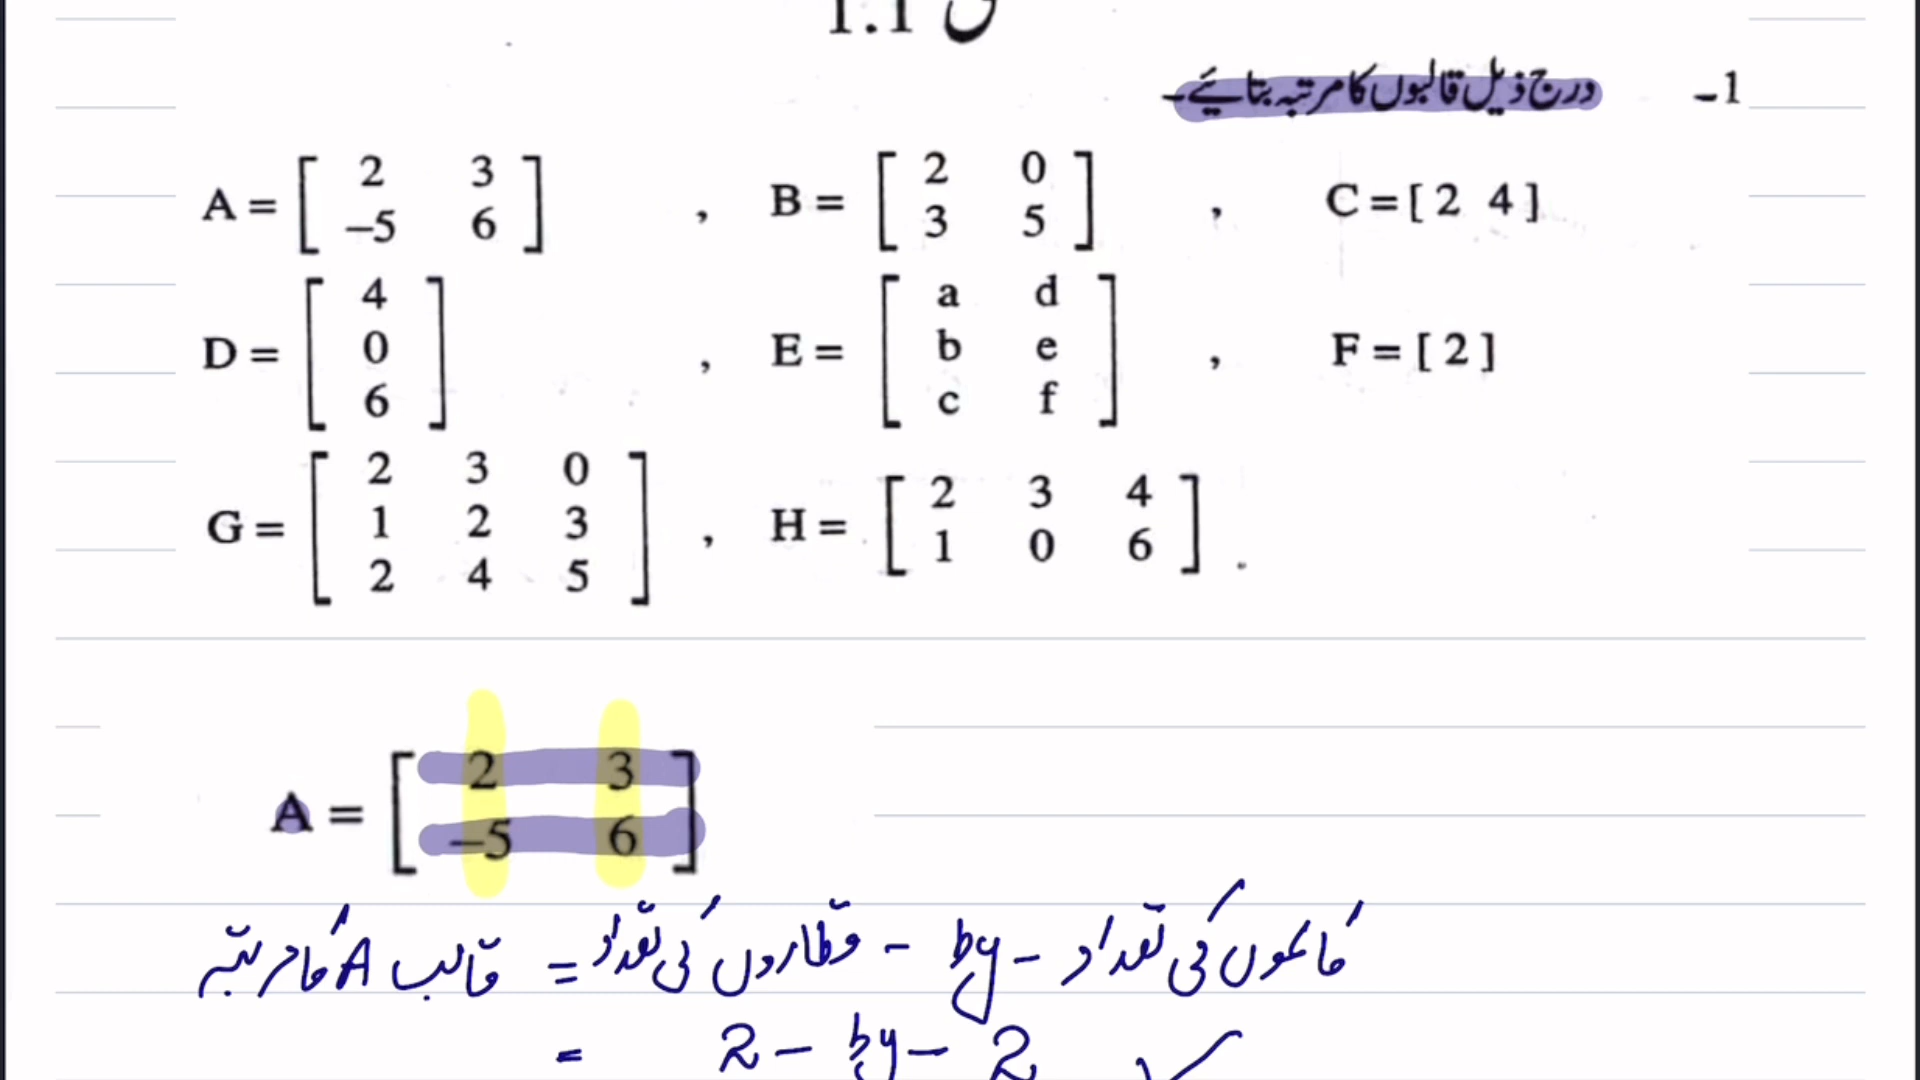 1.1
1- درج ذیل قالبوں کا مرتبہ بتایئے۔
A = [ 2 3 ] , B = [ 2 0 ] , C = [ 2 4 ]
-5 6 3 5
D = [ 4 ] , E = [ a d ] , F = [ 2 ]
0 b e
6 c f
G = [ 2 3 0 ] , H = [ 2 3 4 ] .
1 2 3 1 0 6
2 4 5
A = [ 2 3 ]
-5 6
قالب A کا مرتبہ = قطاروں کی تعداد - by - کالموں کی تعداد
= 2 - by - 2